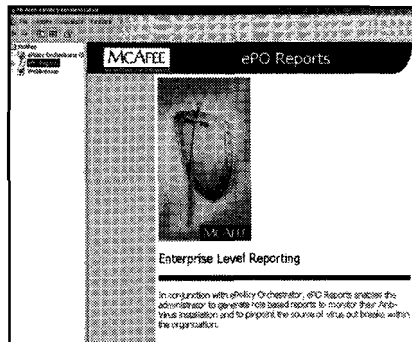 McAfee
ePO Reports
McAfee
Enterprise Level Reporting
In conjunction with ePolicy Orchestrator, ePO Reports enables the
administrator to generate role based reports to monitor their Anti-
Virus installation and to pinpoint the source of virus out breaks within
the organisation.